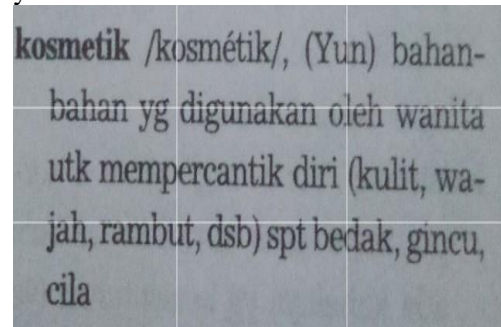 kosmetik /kosmétik/, (Yun) bahan-
bahan yg digunakan oleh wanita
utk mempercantik diri (kulit, wa-
jah, rambut, dsb) spt bedak, gincu,
cila